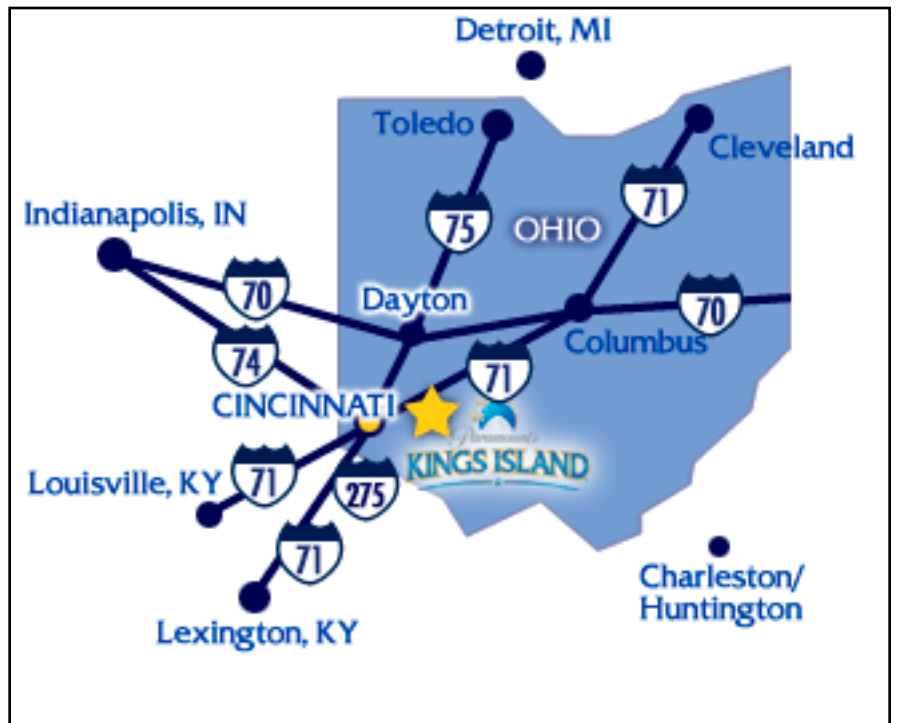 Detroit, MI
Toledo
Cleveland
71
Indianapolis, IN
75
OHIO
70
Dayton
70
Columbus
74
71
CINCINNATI
Paramount's
KINGS ISLAND
Louisville, KY
71
275
71
Charleston/
Huntington
Lexington, KY